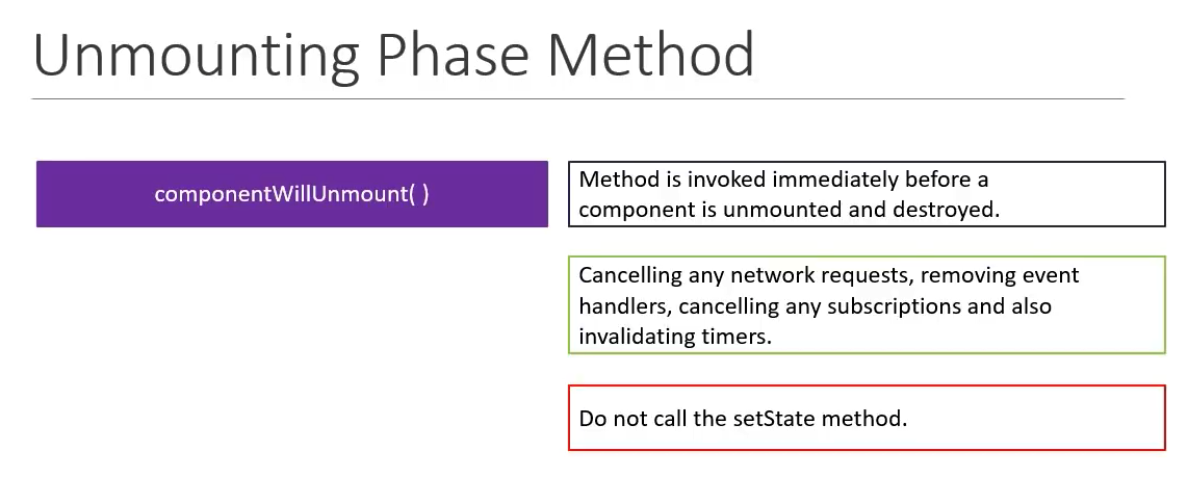 Unmounting Phase Method
componentWillUnmount( )
Method is invoked immediately before a
component is unmounted and destroyed.
Cancelling any network requests, removing event
handlers, cancelling any subscriptions and also
invalidating timers.
Do not call the setState method.